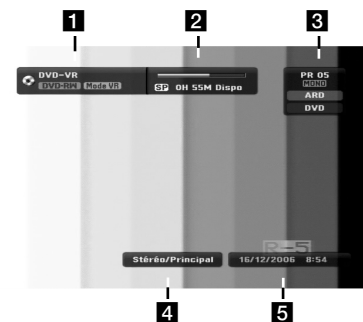 1 2 3
DVD-VR
DVD-RW Mode VR
SP 0H 55M Dispo
PR 05
MONO
ARD
DVD
R-5
Stéréo/Principal
16/12/2006 8:54
4 5